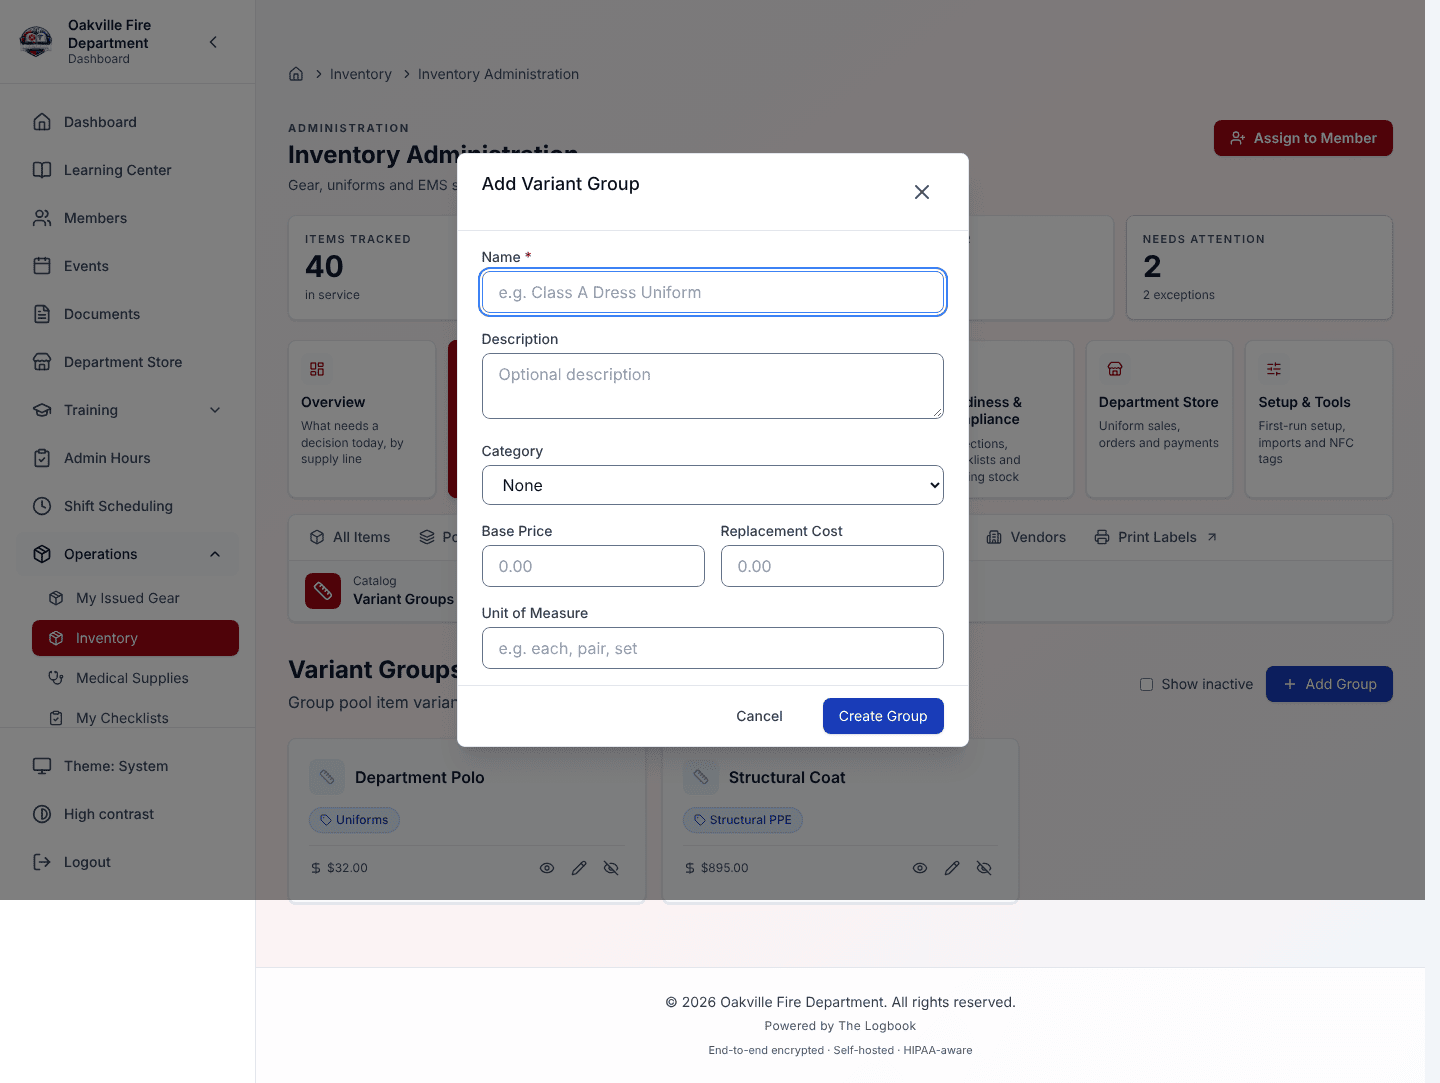 Oakville Fire
Department
Dashboard
Dashboard
Learning Center
Members
Events
Documents
Department Store
Training
Admin Hours
Shift Scheduling
Operations
My Issued Gear
Inventory
Medical Supplies
My Checklists
Theme: System
High contrast
Logout
Inventory
Inventory Administration
ADMINISTRATION
Inventory Administration
Gear, uniforms and EMS
Assign to Member
ITEMS TRACKED
40
in service
NEEDS ATTENTION
2
2 exceptions
Overview
What needs a
decision today, by
supply line
Department Store
Uniform sales,
orders and payments
Setup & Tools
First-run setup,
imports and NFC
tags
All Items
Vendors
Print Labels
Catalog
Variant Groups
Variant Groups
Group pool item
Show inactive
Add Group
Department Polo
Uniforms
$32.00
Structural Coat
Structural PPE
$895.00
Add Variant Group
Name *
e.g. Class A Dress Uniform
Description
Optional description
Category
None
Base Price
Replacement Cost
0.00
0.00
Unit of Measure
e.g. each, pair, set
Cancel
Create Group
© 2026 Oakville Fire Department. All rights reserved.
Powered by The Logbook
End-to-end encrypted · Self-hosted · HIPAA-aware